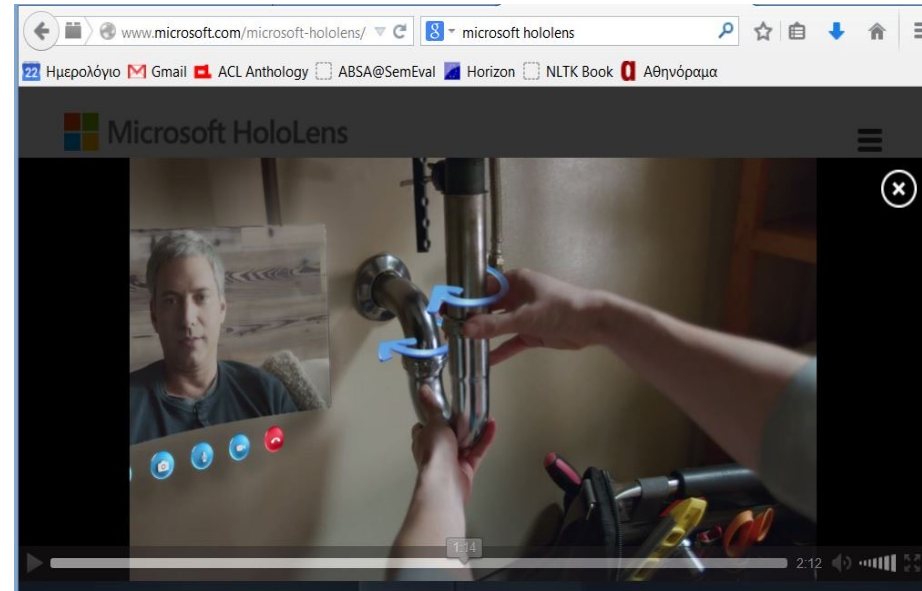 www.microsoft.com/microsoft-hololens/ 8 microsoft hololens
22 Ημερολόγιο Gmail ACL Anthology ABSA@SemEval Horizon NLTK Book Αθηνόραμα
Microsoft HoloLens
1:14
2:12